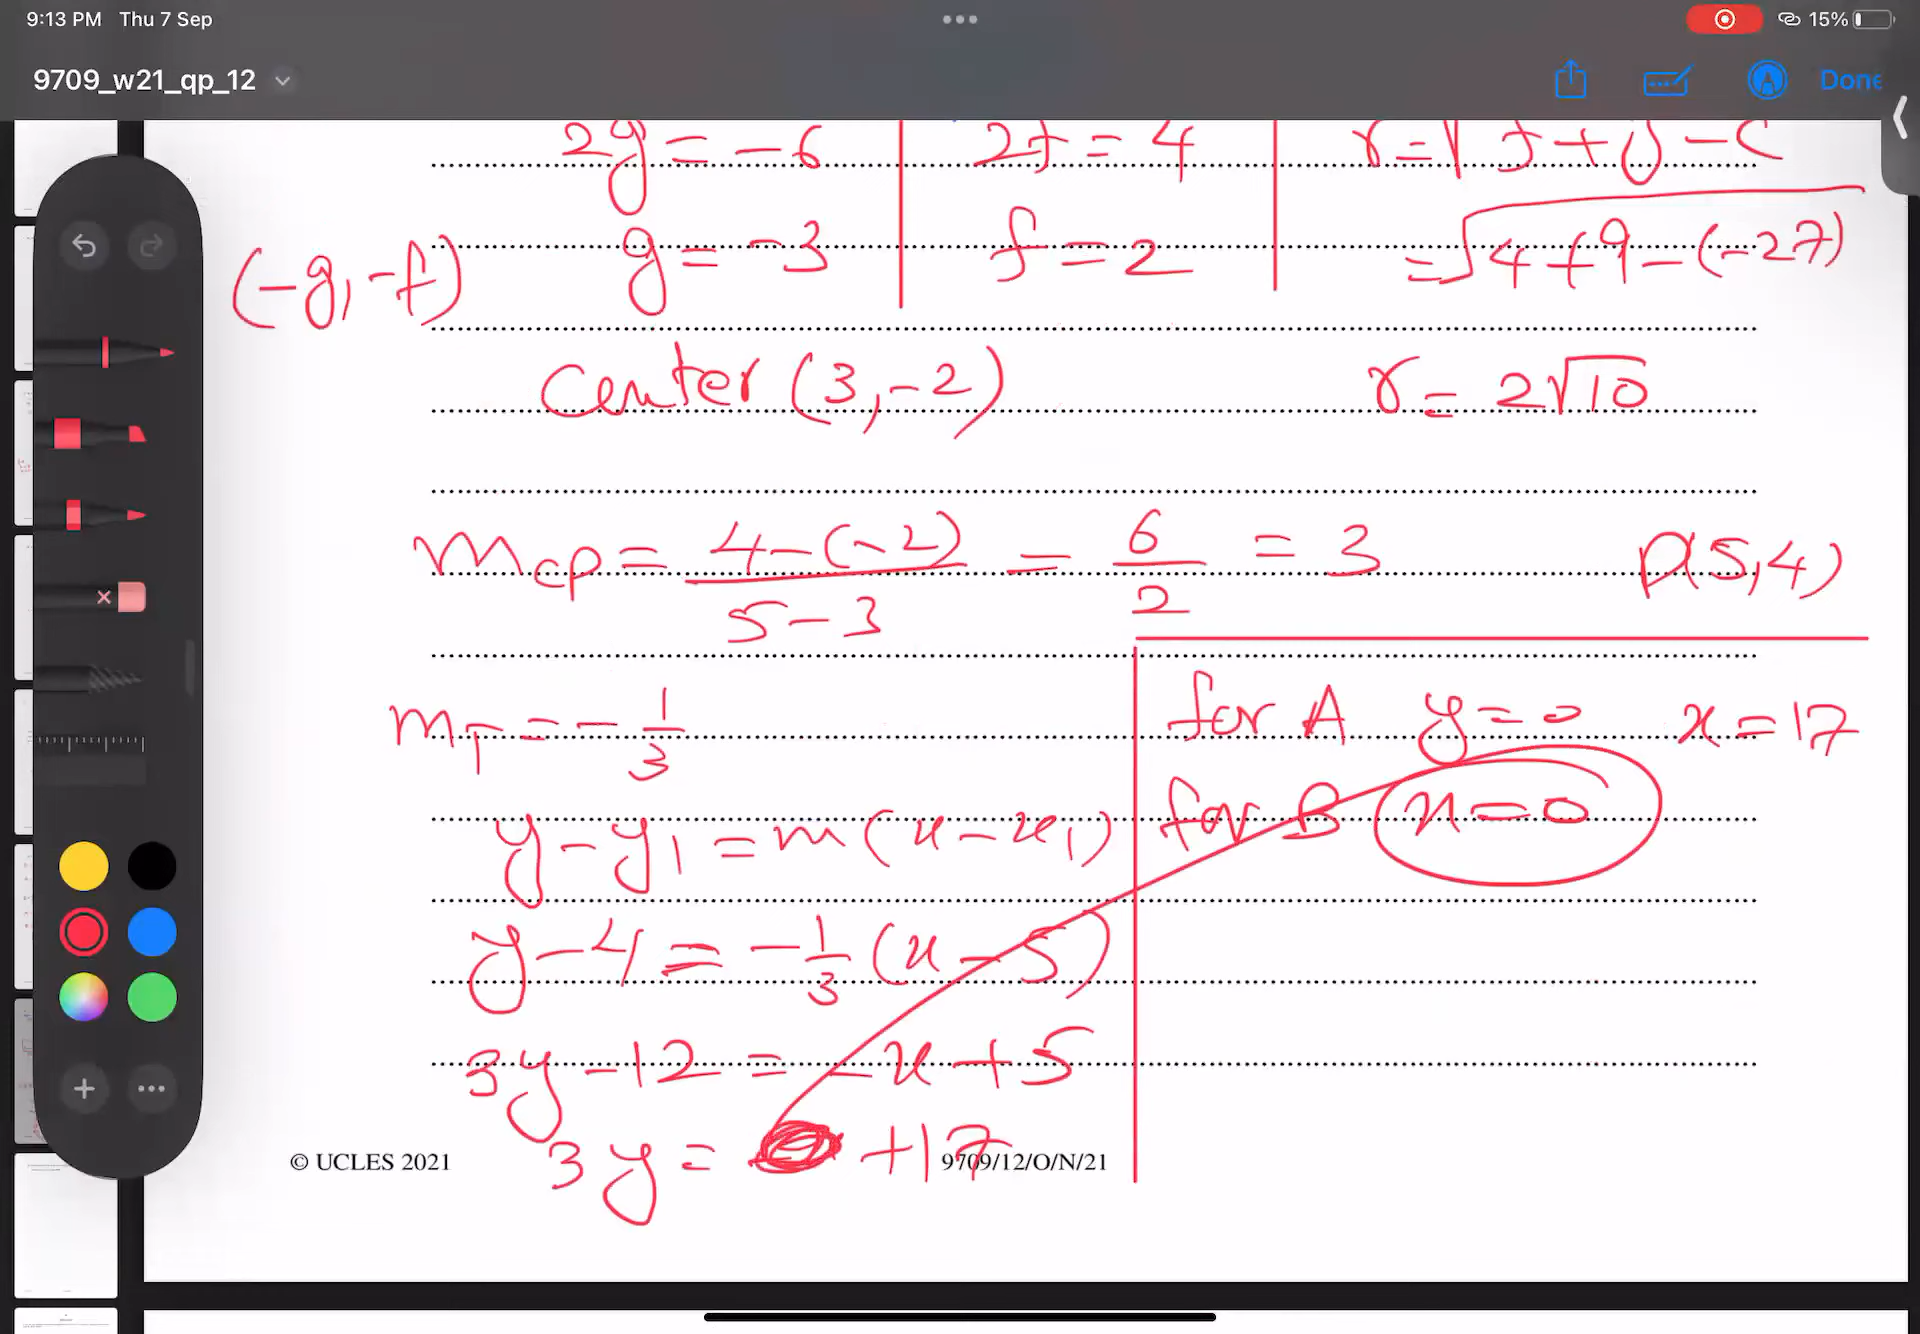 9:13 PM Thu 7 Sep
15%
9709_w21_qp_12
Done
2g = -6
2f = 4
r = √f + g - c
(-g, -f)
g = -3
f = 2
= √4 + 9 - (-27)
Center (3, -2)
r = 2√10
mCP = 4-(-2)/5-3 = 6/2 = 3
P(5,4)
mT = -1/3
for A y=0 x=17
for B x=0
y-y1 = m(x-x1)
y-4 = -1/3(x-5)
3y-12 = -x+5
3y = +17
© UCLES 2021
9709/12/O/N/21